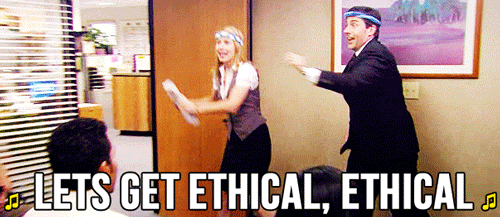 ♫ LETS GET ETHICAL, ETHICAL ♫